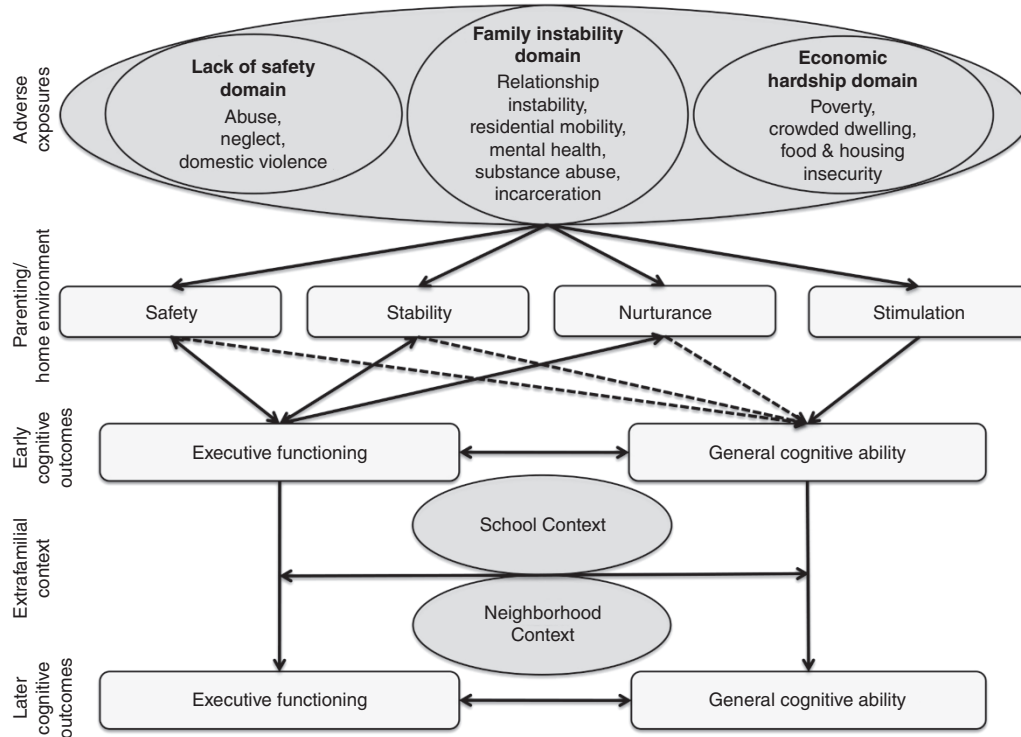 Adverse
exposures
Lack of safety
domain
Abuse,
neglect,
domestic violence
Family instability
domain
Relationship
instability,
residential mobility,
mental health,
substance abuse,
incarceration
Economic
hardship domain
Poverty,
crowded dwelling,
food & housing
insecurity
Parenting/
home environment
Safety
Stability
Nurturance
Stimulation
Early
cognitive
outcomes
Executive functioning
General cognitive ability
Extrafamilial
context
School Context
Neighborhood
Context
Later
cognitive
outcomes
Executive functioning
General cognitive ability